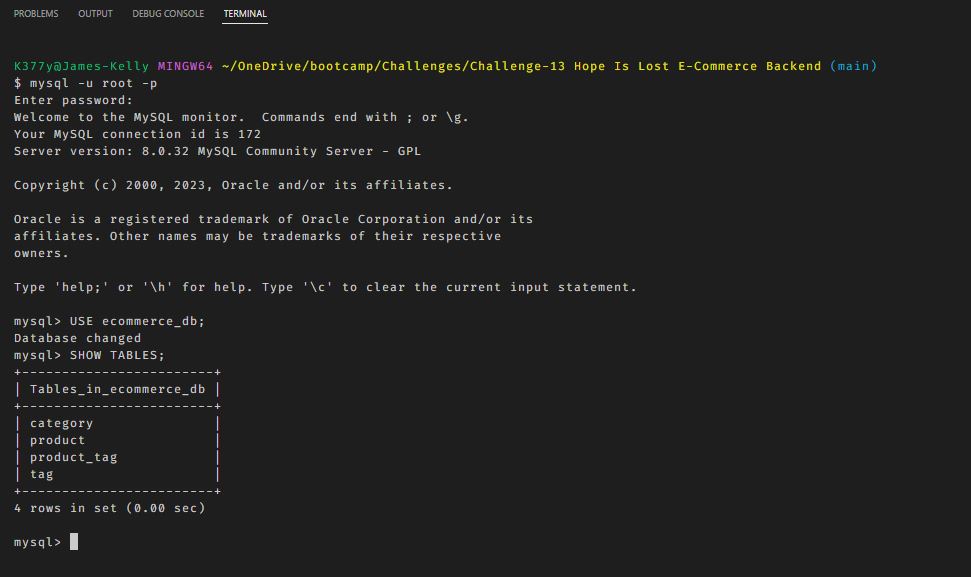 PROBLEMS OUTPUT DEBUG CONSOLE TERMINAL
K377y@James-Kelly MINGW64 ~/OneDrive/bootcamp/Challenges/Challenge-13 Hope Is Lost E-Commerce Backend (main)
$ mysql -u root -p
Enter password:
Welcome to the MySQL monitor.  Commands end with ; or \g.
Your MySQL connection id is 172
Server version: 8.0.32 MySQL Community Server - GPL
Copyright (c) 2000, 2023, Oracle and/or its affiliates.
Oracle is a registered trademark of Oracle Corporation and/or its
affiliates. Other names may be trademarks of their respective
owners.
Type 'help;' or '\h' for help. Type '\c' to clear the current input statement.
mysql> USE ecommerce_db;
Database changed
mysql> SHOW TABLES;
+------------------------+
| Tables_in_ecommerce_db |
+------------------------+
| category               |
| product                |
| product_tag            |
| tag                    |
+------------------------+
4 rows in set (0.00 sec)
mysql>